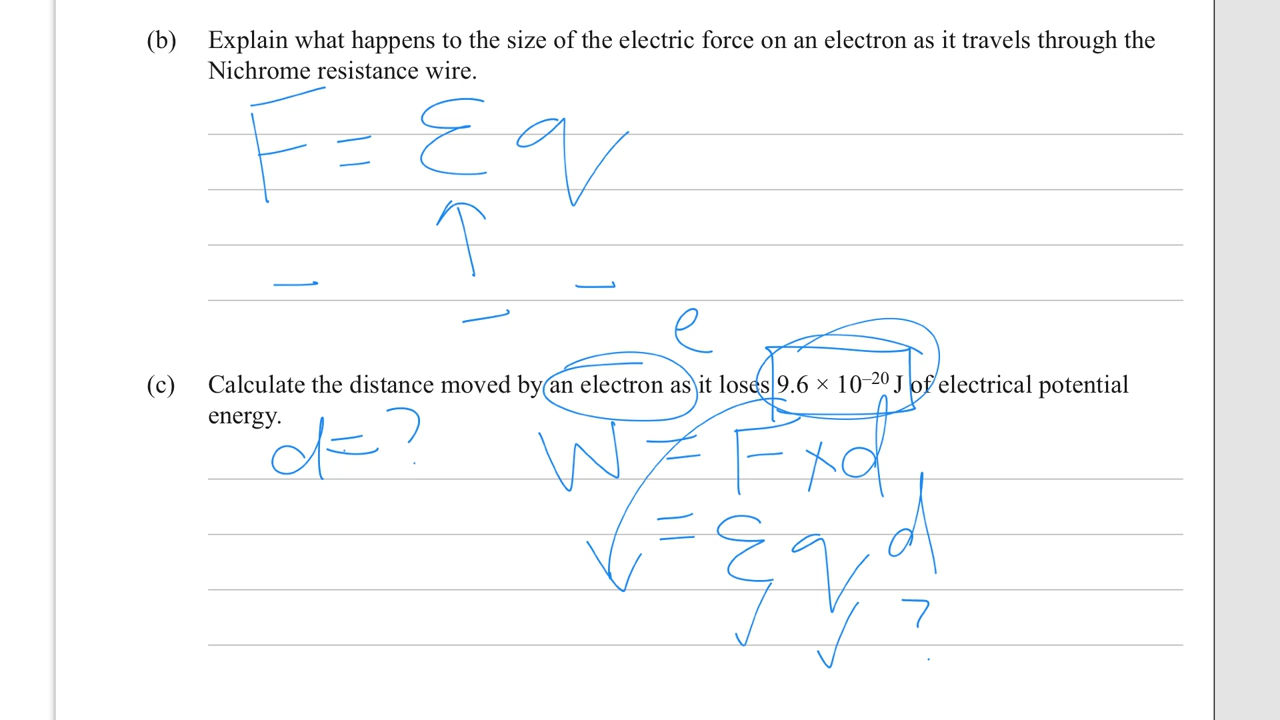 (b) Explain what happens to the size of the electric force on an electron as it travels through the
Nichrome resistance wire.
F = Ɛ q
e
(c) Calculate the distance moved by an electron as it loses 9.6 × 10⁻²⁰ J of electrical potential
energy.
d = ?
W = F × d
= Ɛ q d
?